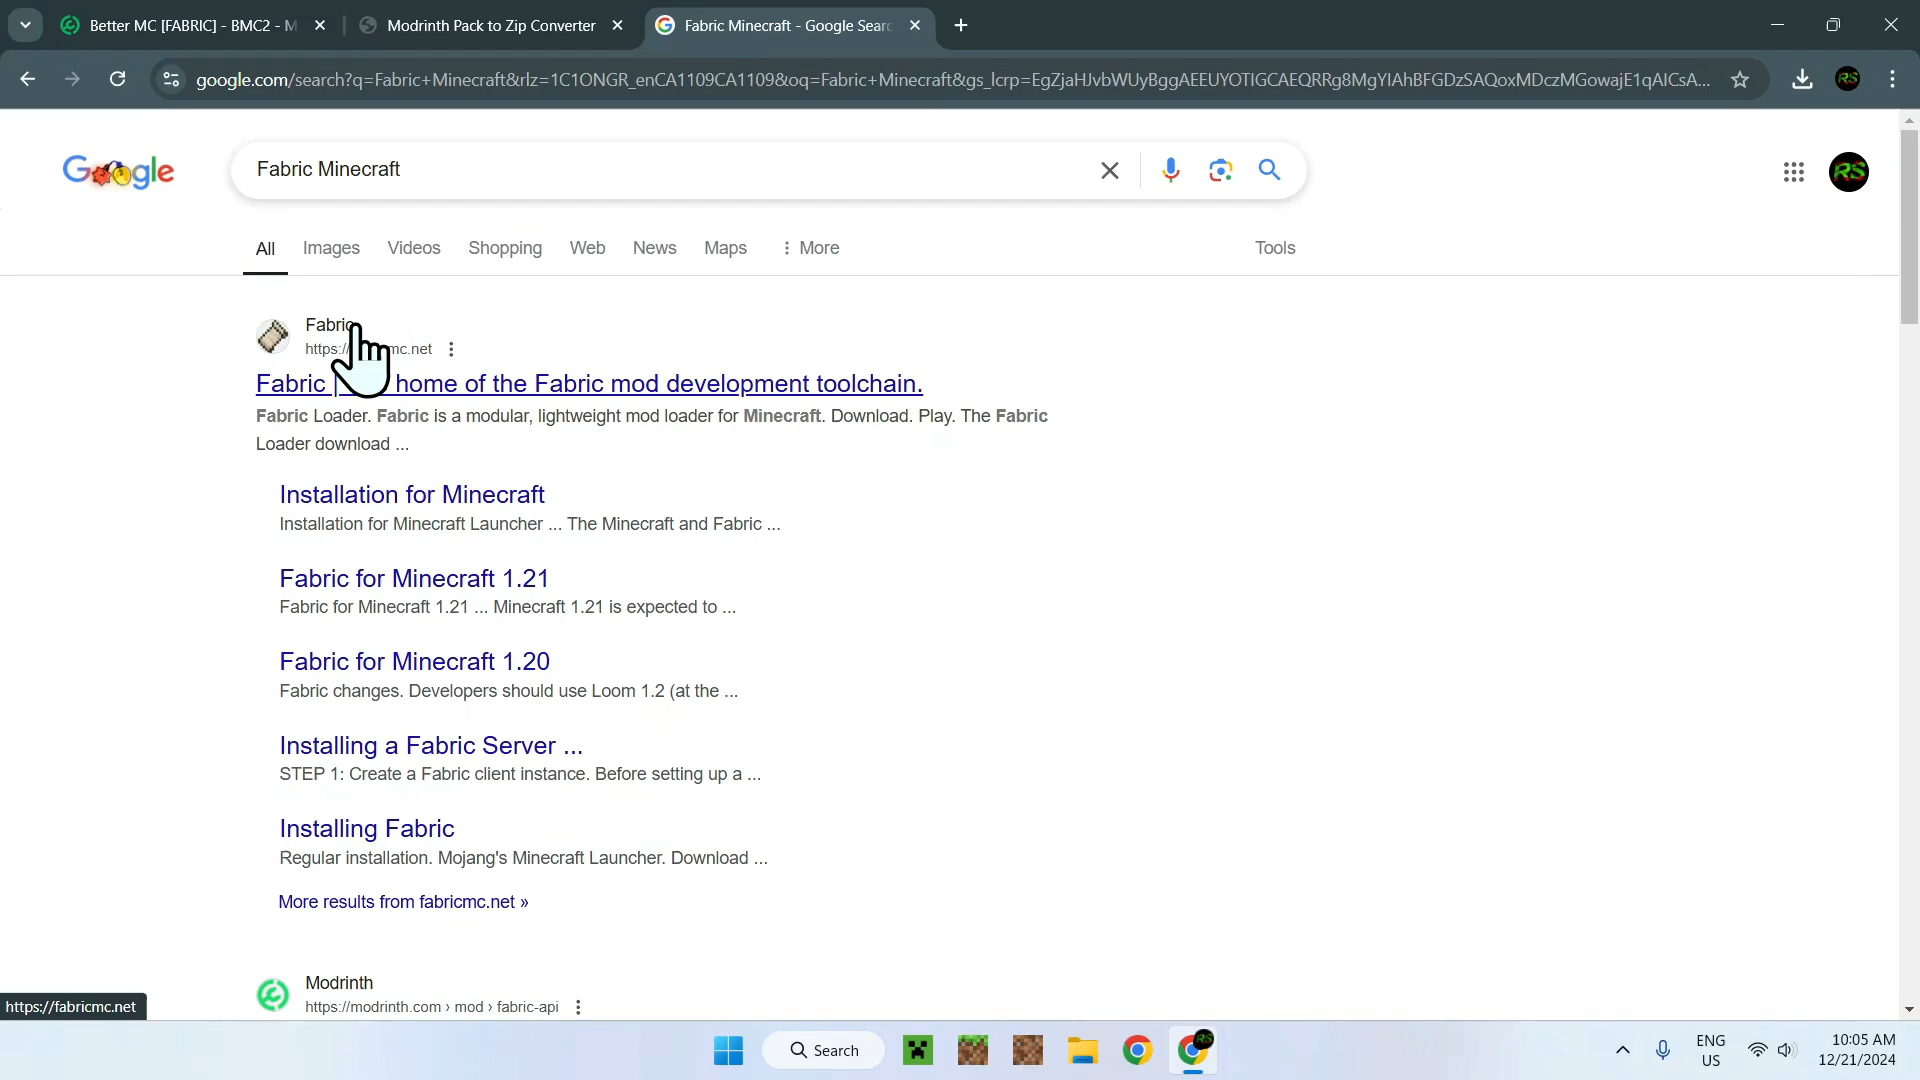 Better MC [FABRIC] - BMC2 - M
Modrinth Pack to Zip Converter
Fabric Minecraft - Google Searc
google.com/search?q=Fabric+Minecraft&rlz=1C1ONGR_enCA1109CA1109&oq=Fabric+Minecraft&gs_lcrp=EgZjaHJvbWUyBggAEEUYOTIGCAEQRRg8MgYIAhBFGDzSAQoxMDczMGowajE1qAICsA...
RS
Google
Fabric Minecraft
RS
All
Images
Videos
Shopping
Web
News
Maps
More
Tools
Fabric
https:// mc.net
Fabric | home of the Fabric mod development toolchain.
Fabric Loader. Fabric is a modular, lightweight mod loader for Minecraft. Download. Play. The Fabric
Loader download ...
Installation for Minecraft
Installation for Minecraft Launcher ... The Minecraft and Fabric ...
Fabric for Minecraft 1.21
Fabric for Minecraft 1.21 ... Minecraft 1.21 is expected to ...
Fabric for Minecraft 1.20
Fabric changes. Developers should use Loom 1.2 (at the ...
Installing a Fabric Server ...
STEP 1: Create a Fabric client instance. Before setting up a ...
Installing Fabric
Regular installation. Mojang's Minecraft Launcher. Download ...
More results from fabricmc.net »
Modrinth
https://modrinth.com › mod › fabric-api
https://fabricmc.net
Search
RS
ENG
US
10:05 AM
12/21/2024